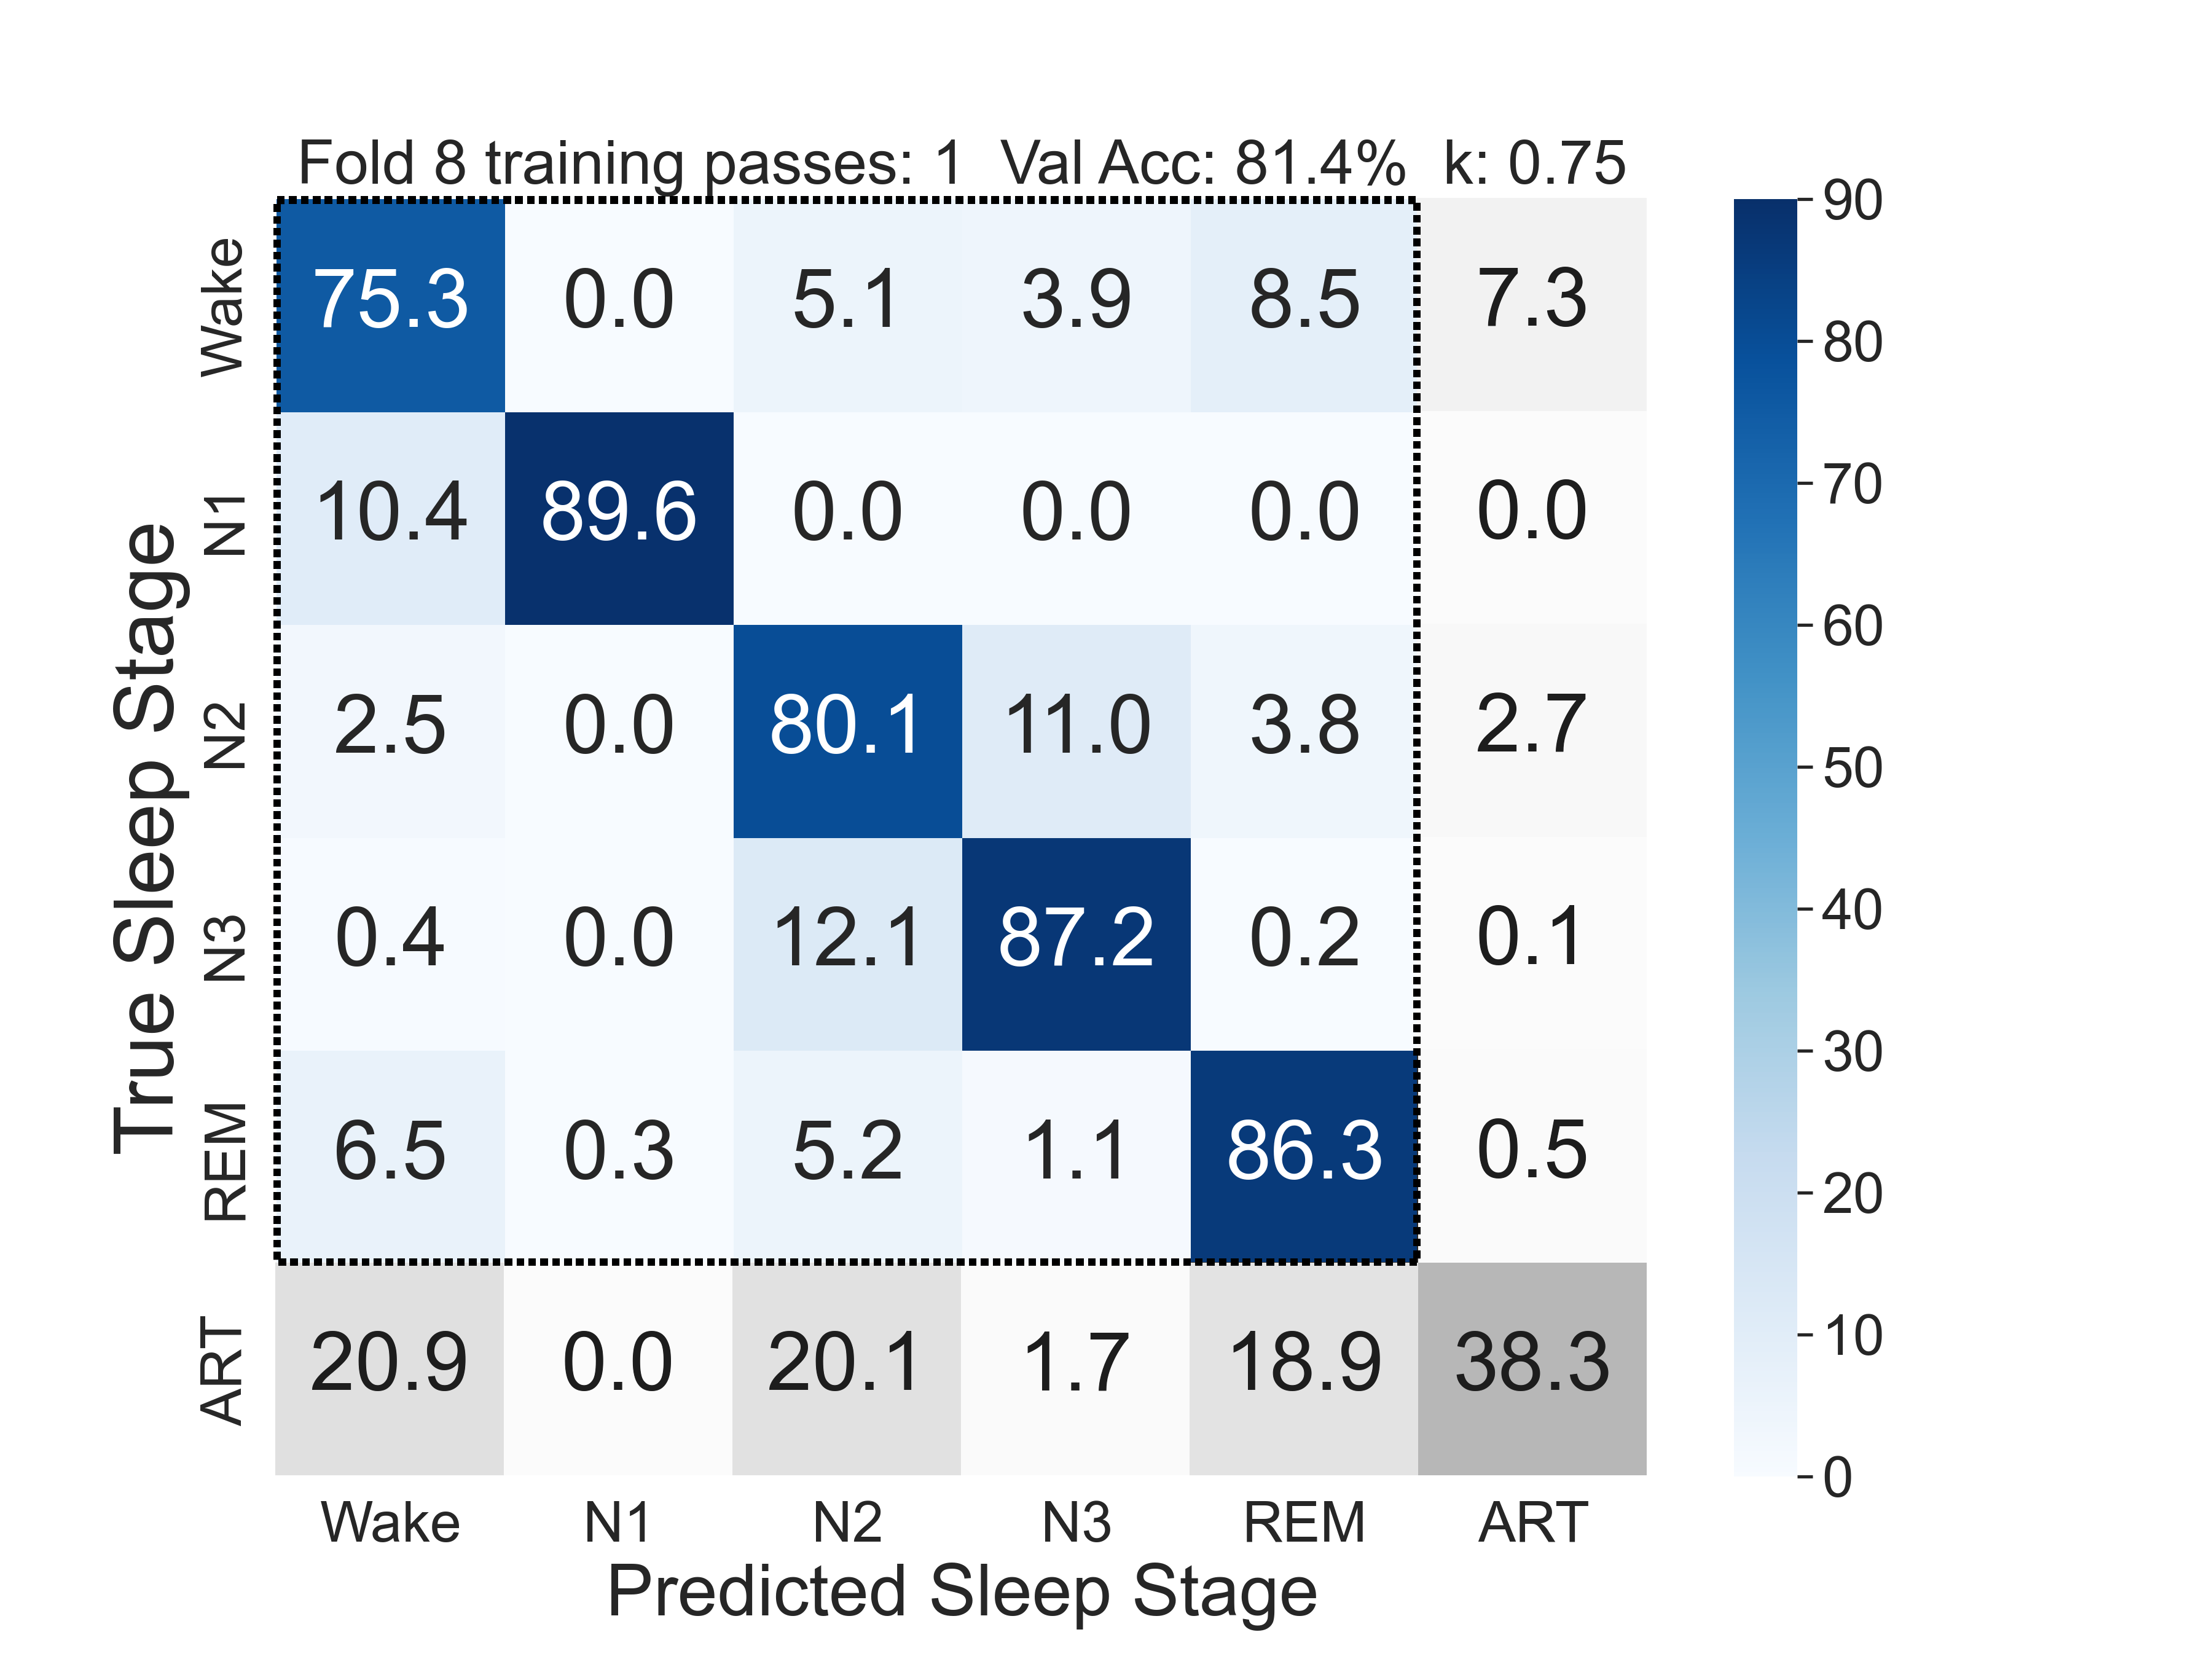 Fold 8 training passes: 1 Val Acc: 81.4% k: 0.75
True Sleep Stage
Wake 75.3 0.0 5.1 3.9 8.5 7.3
N1 10.4 89.6 0.0 0.0 0.0 0.0
N2 2.5 0.0 80.1 11.0 3.8 2.7
N3 0.4 0.0 12.1 87.2 0.2 0.1
REM 6.5 0.3 5.2 1.1 86.3 0.5
ART 20.9 0.0 20.1 1.7 18.9 38.3
Wake N1 N2 N3 REM ART
Predicted Sleep Stage
90
80
70
60
50
40
30
20
10
0